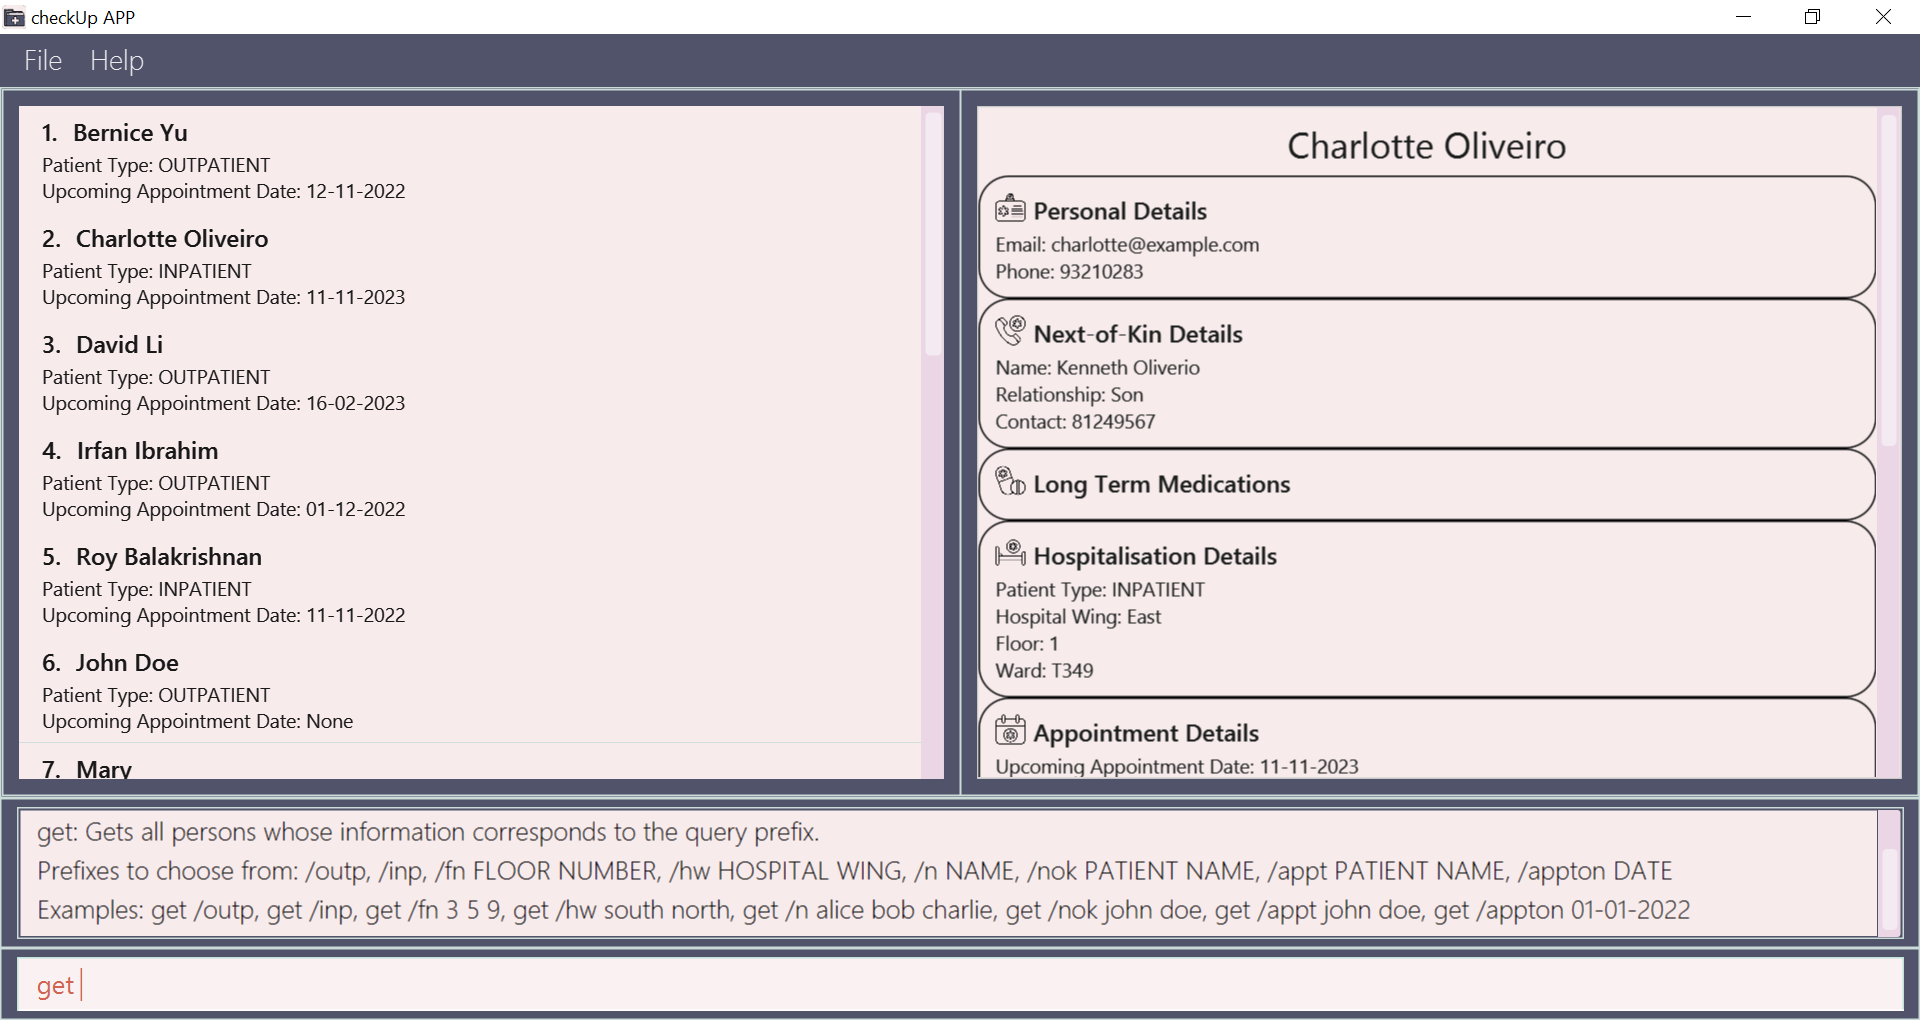 checkUp APP
File Help
1. Bernice Yu
Patient Type: OUTPATIENT
Upcoming Appointment Date: 12-11-2022
2. Charlotte Oliveiro
Patient Type: INPATIENT
Upcoming Appointment Date: 11-11-2023
3. David Li
Patient Type: OUTPATIENT
Upcoming Appointment Date: 16-02-2023
4. Irfan Ibrahim
Patient Type: OUTPATIENT
Upcoming Appointment Date: 01-12-2022
5. Roy Balakrishnan
Patient Type: INPATIENT
Upcoming Appointment Date: 11-11-2022
6. John Doe
Patient Type: OUTPATIENT
Upcoming Appointment Date: None
7. Mary
Charlotte Oliveiro
Personal Details
Email: charlotte@example.com
Phone: 93210283
Next-of-Kin Details
Name: Kenneth Oliverio
Relationship: Son
Contact: 81249567
Long Term Medications
Hospitalisation Details
Patient Type: INPATIENT
Hospital Wing: East
Floor: 1
Ward: T349
Appointment Details
Upcoming Appointment Date: 11-11-2023
get: Gets all persons whose information corresponds to the query prefix.
Prefixes to choose from: /outp, /inp, /fn FLOOR NUMBER, /hw HOSPITAL WING, /n NAME, /nok PATIENT NAME, /appt PATIENT NAME, /appton DATE
Examples: get /outp, get /inp, get /fn 3 5 9, get /hw south north, get /n alice bob charlie, get /nok john doe, get /appt john doe, get /appton 01-01-2022
get